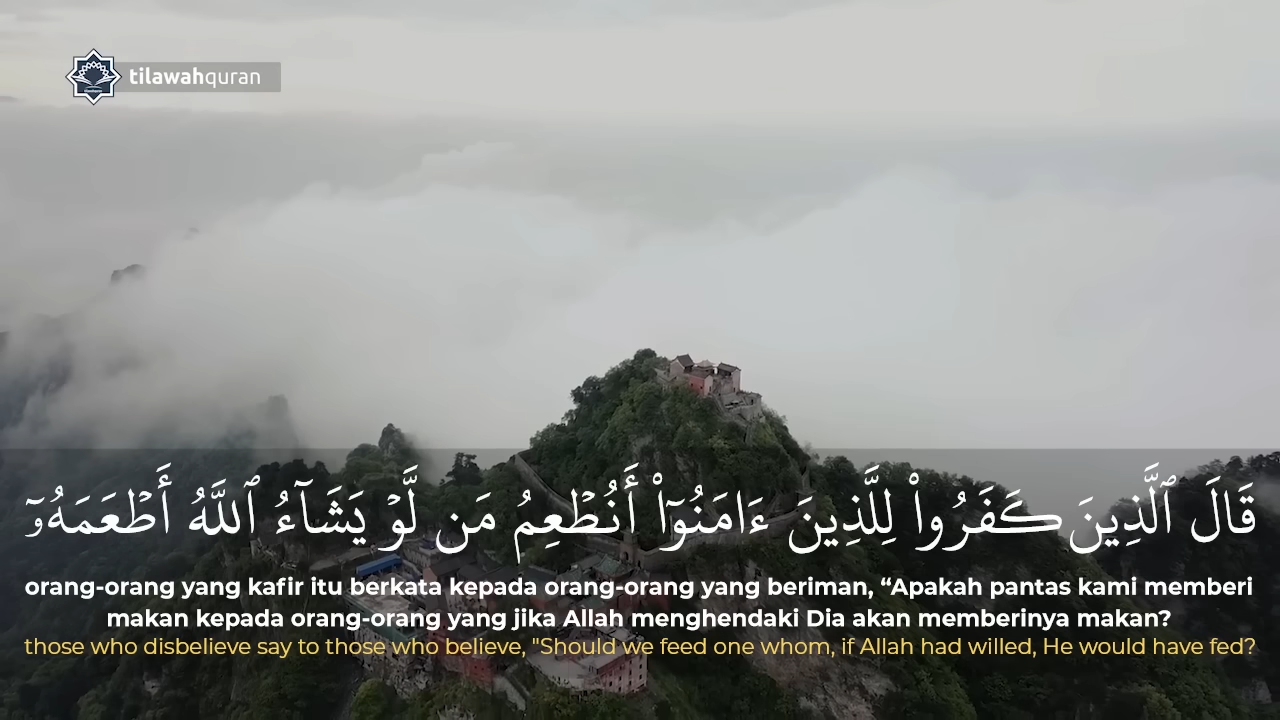 tilawahquran
قَالَ ٱلَّذِينَ كَفَرُوا۟ لِلَّذِينَ ءَامَنُوٓا۟ أَنُطْعِمُ مَن لَّوْ يَشَآءُ ٱللَّهُ أَطْعَمَهُۥٓ
orang-orang yang kafir itu berkata kepada orang-orang yang beriman, “Apakah pantas kami memberi
makan kepada orang-orang yang jika Allah menghendaki Dia akan memberinya makan?
those who disbelieve say to those who believe, "Should we feed one whom, if Allah had willed, He would have fed?